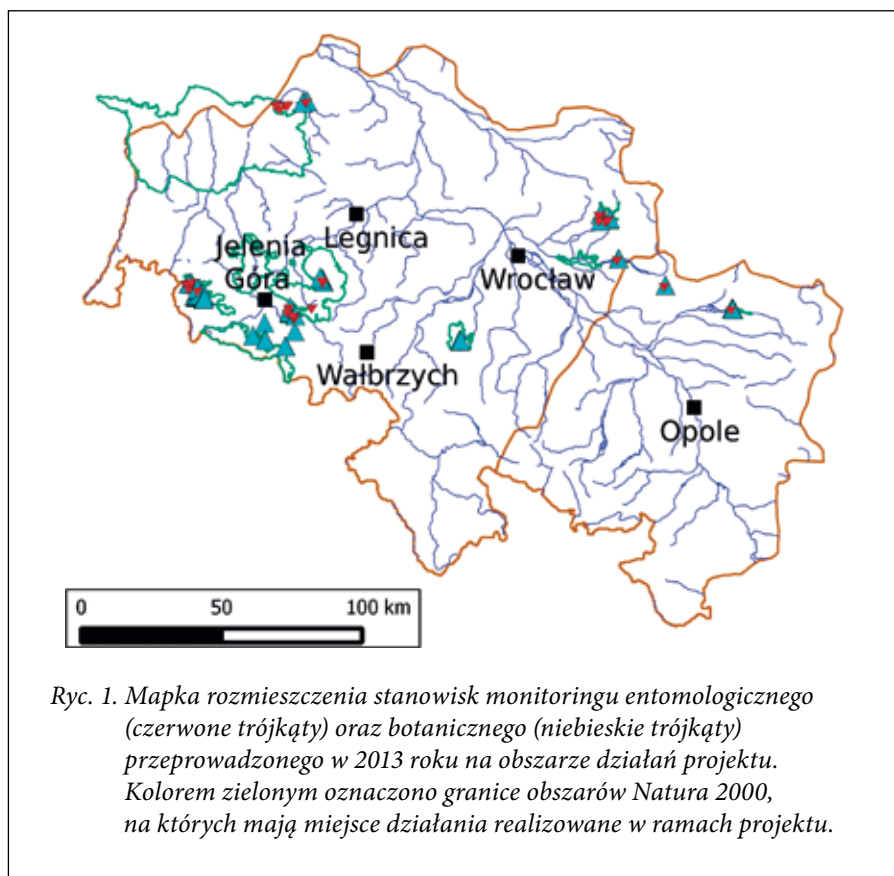 Legnica
Jelenia
Góra
Wrocław
Wałbrzych
Opole
0 50 100 km
Ryc. 1. Mapka rozmieszczenia stanowisk monitoringu entomologicznego
(czerwone trójkąty) oraz botanicznego (niebieskie trójkąty)
przeprowadzonego w 2013 roku na obszarze działań projektu.
Kolorem zielonym oznaczono granice obszarów Natura 2000,
na których mają miejsce działania realizowane w ramach projektu.